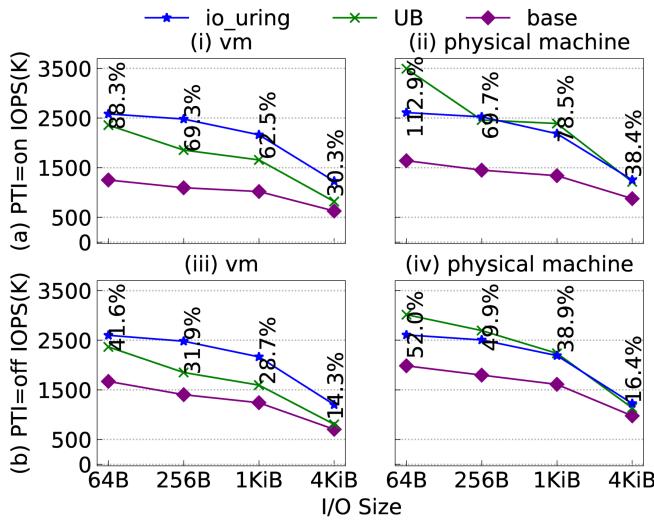 io_uring UB base
(i) vm
(ii) physical machine
(a) PTI=on IOPS(K)
3500
2500
1500
500
0
88.3%
69.3%
62.5%
30.3%
112.9%
69.7%
78.5%
38.4%
(iii) vm
(iv) physical machine
(b) PTI=off IOPS(K)
3500
2500
1500
500
0
41.6%
31.9%
28.7%
14.3%
52.0%
49.9%
38.9%
16.4%
64B 256B 1KiB 4KiB
64B 256B 1KiB 4KiB
I/O Size